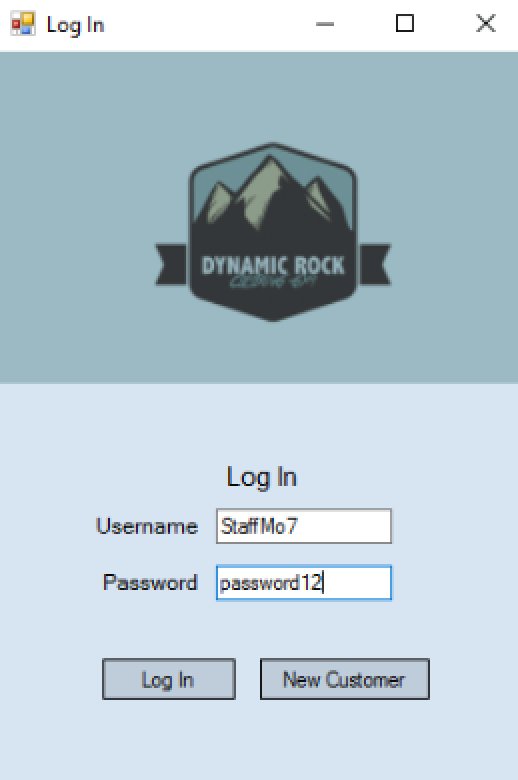 Log In
DYNAMIC ROCK
Log In
Username StaffMo7
Password password12
Log In New Customer